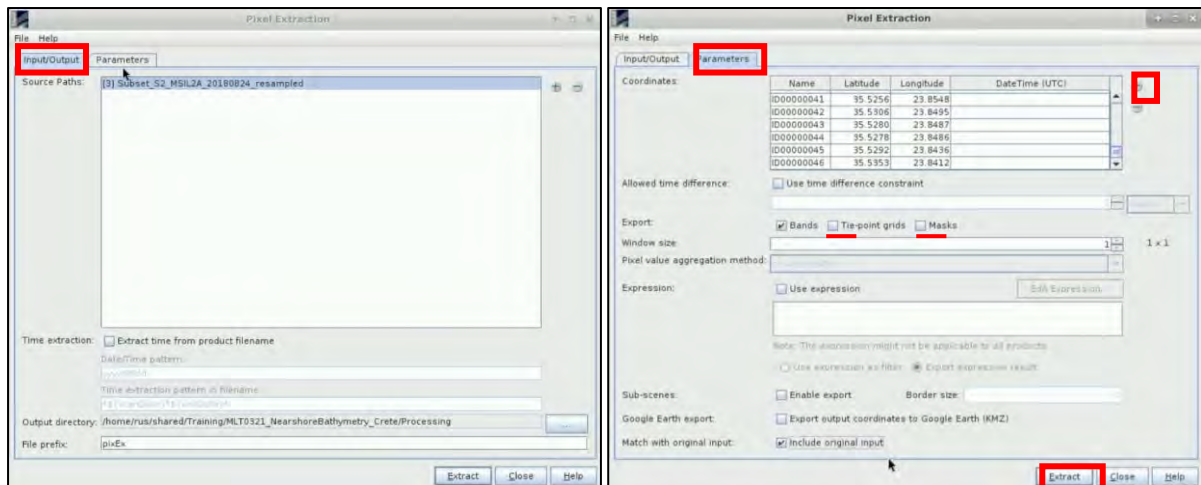 Pixel Extraction
File Help
Input/Output Parameters
Source Paths: [3] Subset_S2_MSIL2A_20180824_resampled
Time extraction: Extract time from product filename
Date/Time pattern:
Time extraction pattern in filename:
Output directory: /home/rus/shared/Training/MLT0321_NearshoreBathymetry_Crete/Processing
...
File prefix: pixEx
Extract Close Help
Pixel Extraction
File Help
Input/Output Parameters
Coordinates: Name Latitude Longitude DateTime (UTC)
ID00000041 35.5256 23.8548
ID00000042 35.5306 23.8495
ID00000043 35.5280 23.8487
ID00000044 35.5278 23.8486
ID00000045 35.5292 23.8436
ID00000046 35.5353 23.8412
Allowed time difference: Use time difference constraint
Export: Bands Tie-point grids Masks
Window size: 1 1 x 1
Pixel value aggregation method:
Expression: Use expression Edit Expression...
Note: The expression might not be applicable to all products.
Use expression as filter Export expression result
Sub-scenes: Enable export Border size:
Google Earth export: Export output coordinates to Google Earth (KMZ)
Match with original input: Include original input
Extract Close Help